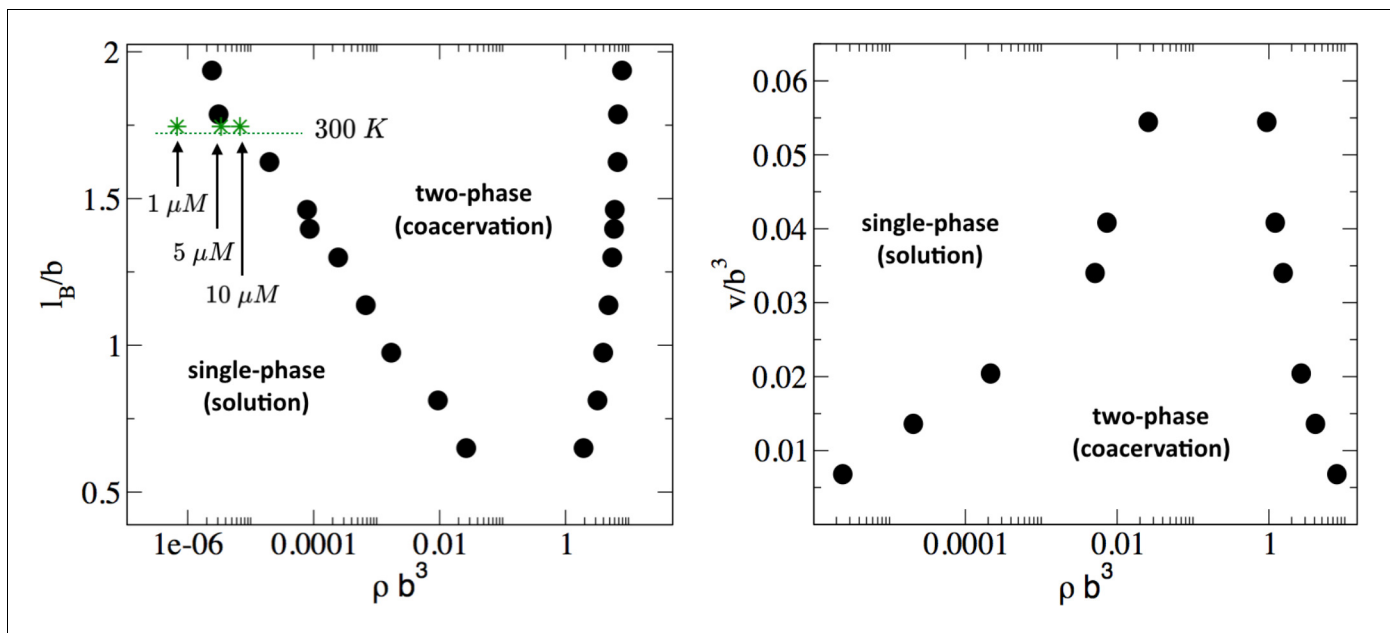 2
1.5
1
0.5
l_B/b
300 K
1 μM
5 μM
10 μM
two-phase
(coacervation)
single-phase
(solution)
1e-06
0.0001
0.01
1
ρ b³
0.06
0.05
0.04
0.03
0.02
0.01
v/b³
single-phase
(solution)
two-phase
(coacervation)
0.0001
0.01
1
ρ b³